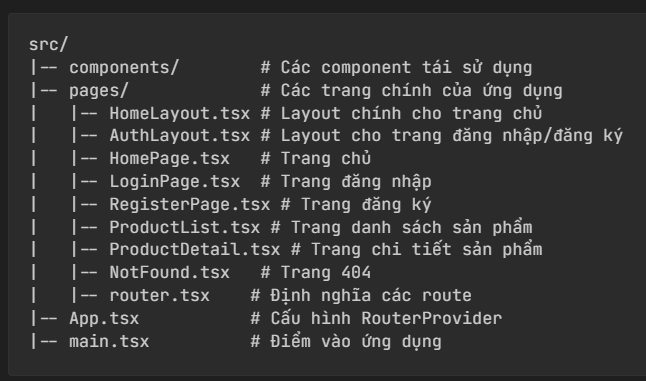 src/
|-- components/        # Các component tái sử dụng
|-- pages/             # Các trang chính của ứng dụng
|   |-- HomeLayout.tsx # Layout chính cho trang chủ
|   |-- AuthLayout.tsx # Layout cho trang đăng nhập/đăng ký
|   |-- HomePage.tsx   # Trang chủ
|   |-- LoginPage.tsx  # Trang đăng nhập
|   |-- RegisterPage.tsx # Trang đăng ký
|   |-- ProductList.tsx # Trang danh sách sản phẩm
|   |-- ProductDetail.tsx # Trang chi tiết sản phẩm
|   |-- NotFound.tsx   # Trang 404
|   |-- router.tsx    # Định nghĩa các route
|-- App.tsx           # Cấu hình RouterProvider
|-- main.tsx          # Điểm vào ứng dụng